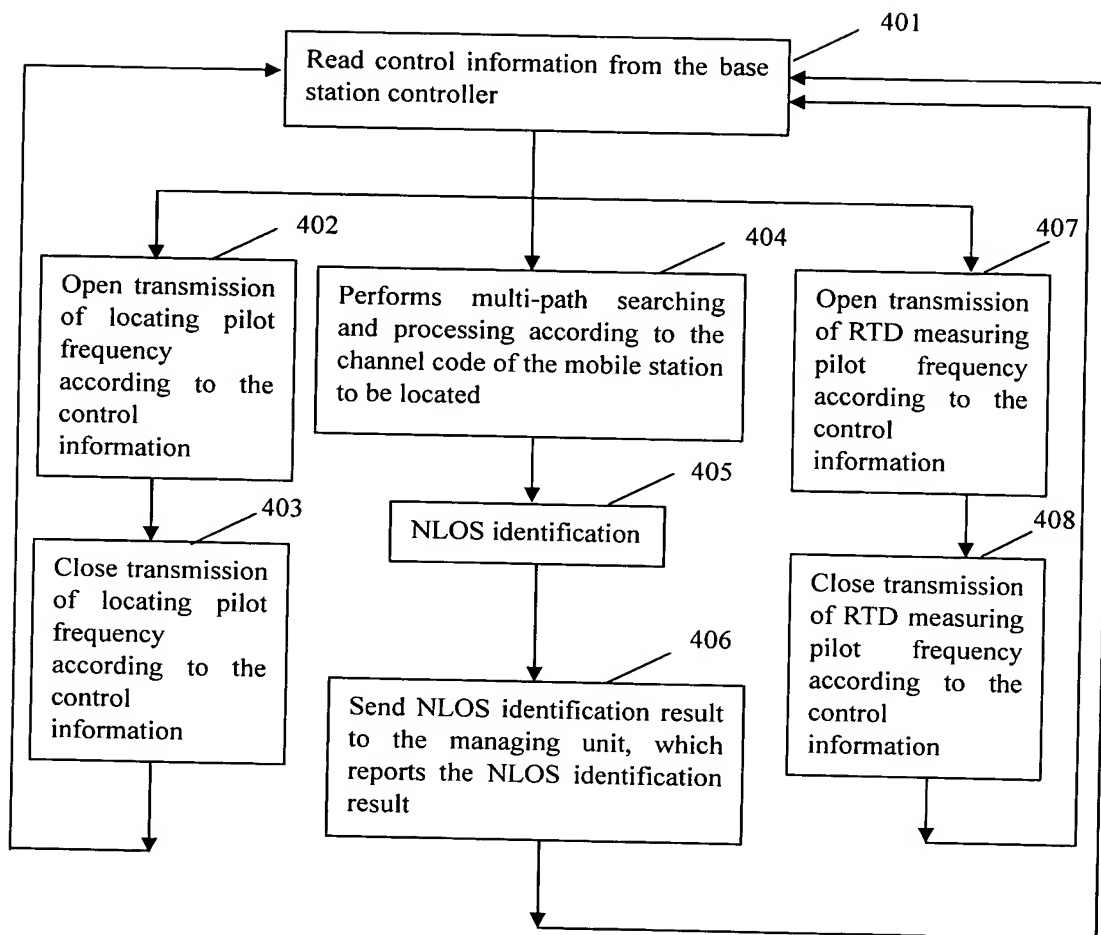 401
Read control information from the base
station controller
402
Open transmission
of locating pilot
frequency
according to the
control
information
403
Close transmission
of locating pilot
frequency
according to the
control
information
404
Performs multi-path searching
and processing according to the
channel code of the mobile station
to be located
405
NLOS identification
406
Send NLOS identification result
to the managing unit, which
reports the NLOS identification
result
407
Open transmission
of RTD measuring
pilot frequency
according to the
control
information
408
Close transmission
of RTD measuring
pilot frequency
according to the
control
information